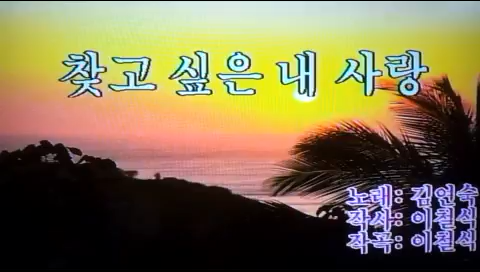 찾고 싶은 내 사랑
노래: 김연숙
작사: 이철식
작곡: 이철식